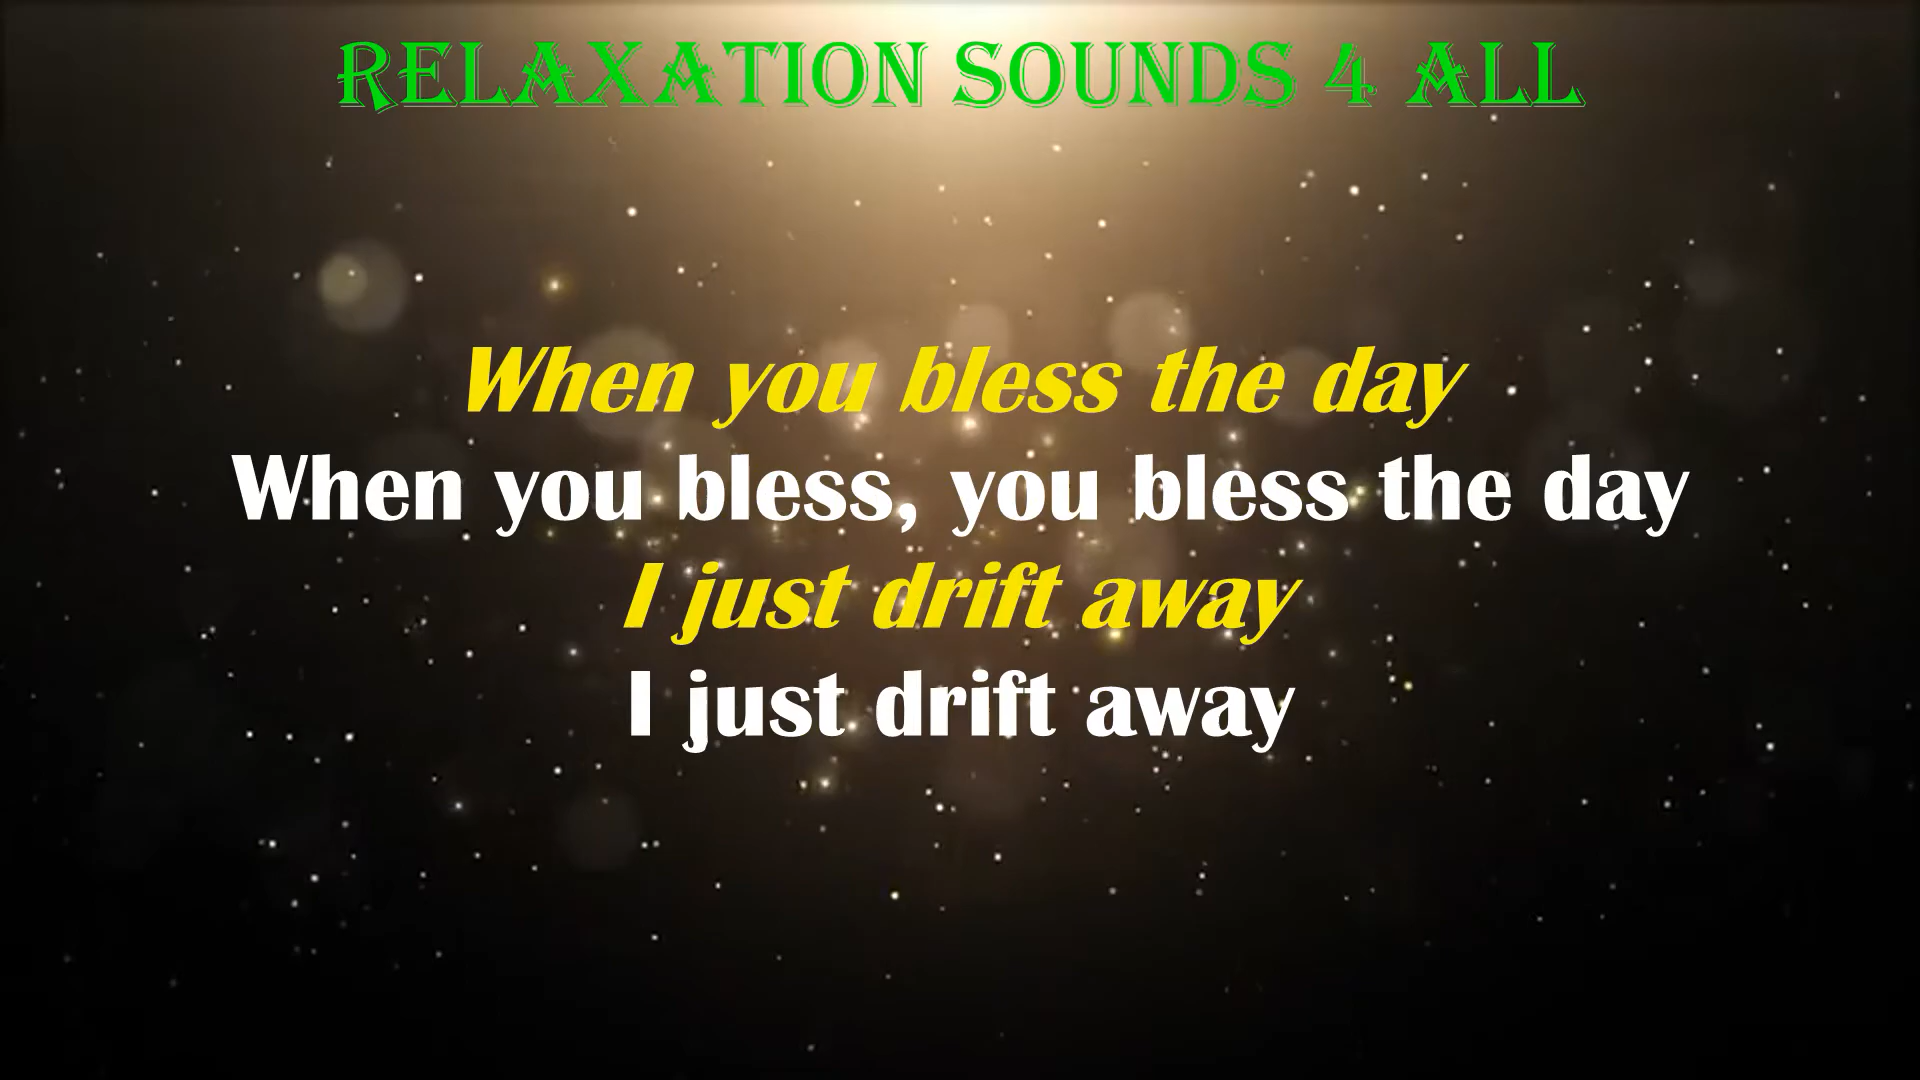 RELAXATION SOUNDS 4 ALL
When you bless the day
When you bless, you bless the day
I just drift away
I just drift away